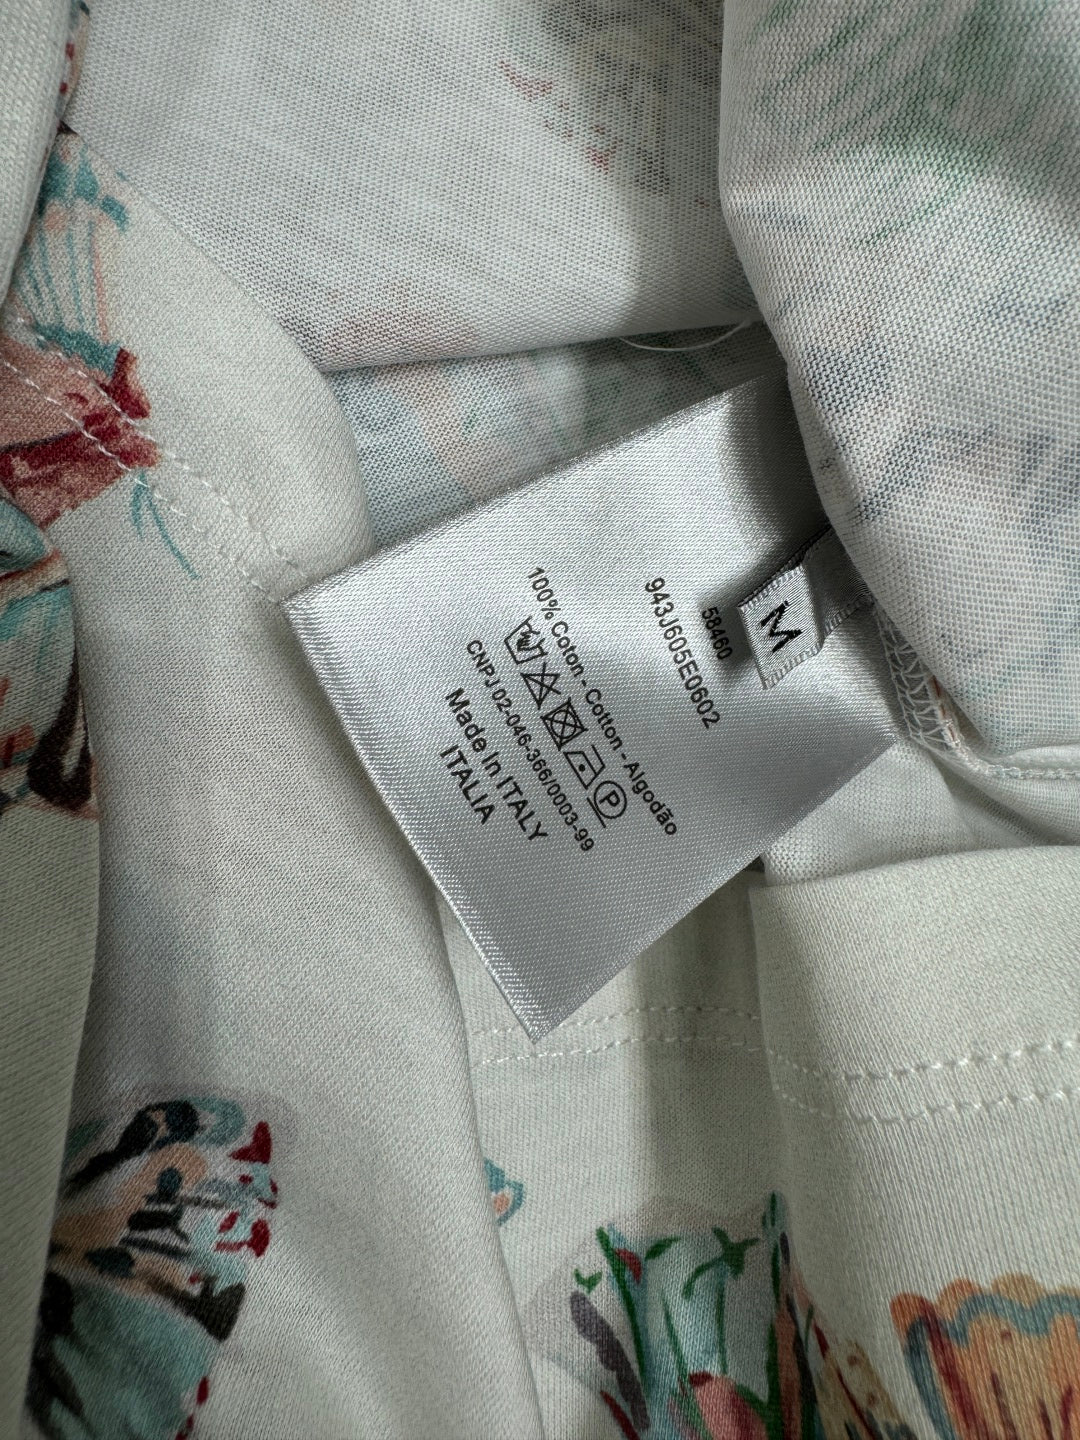 M
58460
943J605E0602
100% Coton - Cotton - Algodão
P
CNPJ 02-046-366/0003-99
Made In ITALY
ITALIA